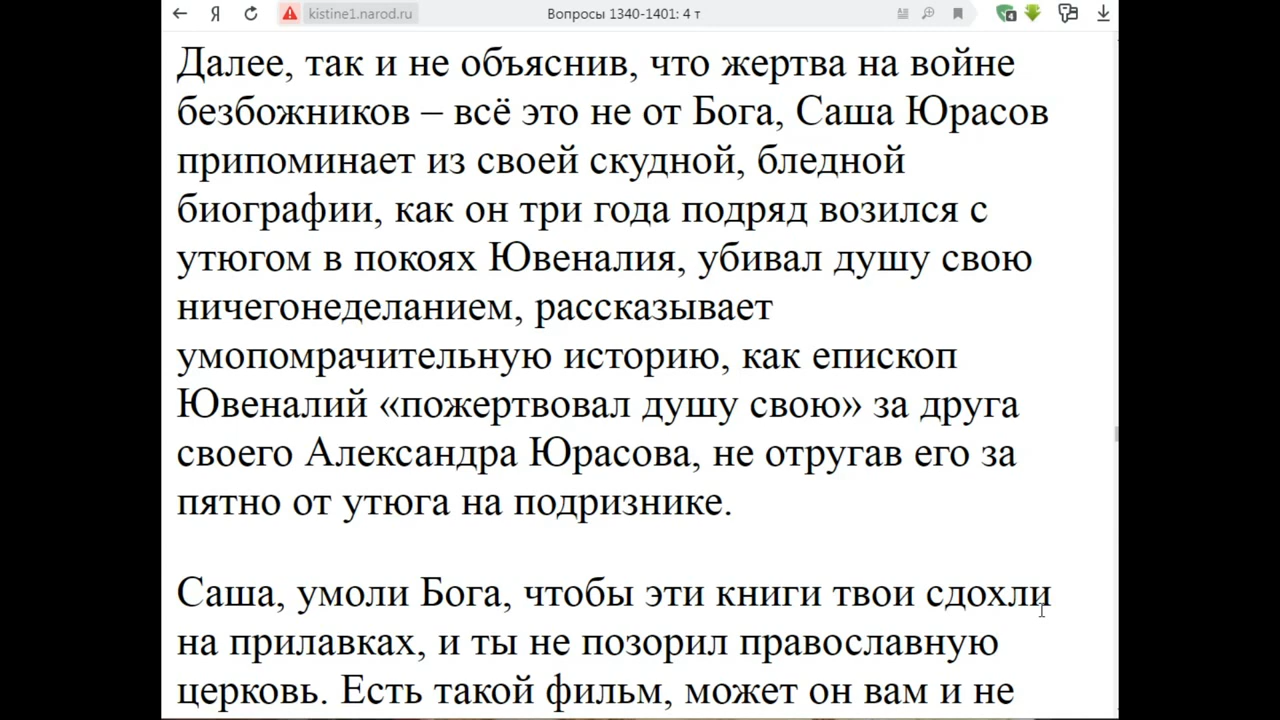 Я kistine1.narod.ru Вопросы 1340-1401: 4 т 4
Далее, так и не объяснив, что жертва на войне
безбожников – всё это не от Бога, Саша Юрасов
припоминает из своей скудной, бледной
биографии, как он три года подряд возился с
утюгом в покоях Ювеналия, убивал душу свою
ничегонеделанием, рассказывает
умопомрачительную историю, как епископ
Ювеналий «пожертвовал душу свою» за друга
своего Александра Юрасова, не отругав его за
пятно от утюга на подризнике.
Саша, умоли Бога, чтобы эти книги твои сдохли
на прилавках, и ты не позорил православную
церковь. Есть такой фильм, может он вам и не